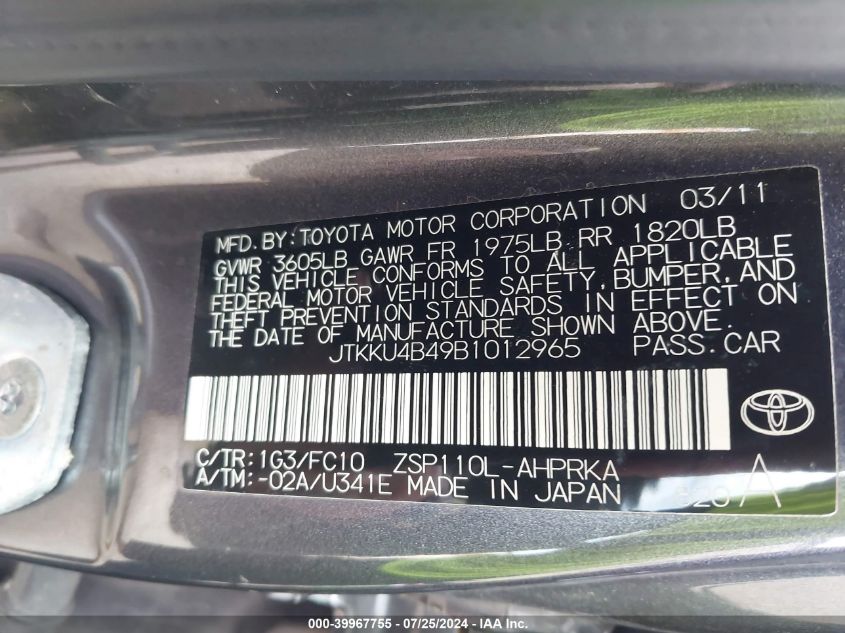 MFD. BY: TOYOTA MOTOR CORPORATION 03/11
GVWR 3605LB GAWR FR 1975LB RR 1820LB
THIS VEHICLE CONFORMS TO ALL APPLICABLE
FEDERAL MOTOR VEHICLE SAFETY, BUMPER, AND
THEFT PREVENTION STANDARDS IN EFFECT ON
THE DATE OF MANUFACTURE SHOWN ABOVE.
JTKKU4B49B1012965 PASS. CAR
C/TR: 1G3/FC10 ZSP110L-AHPRKA
A/TM: -02A/U341E MADE IN JAPAN A
000-39967755 - 07/25/2024 - IAAI.COM